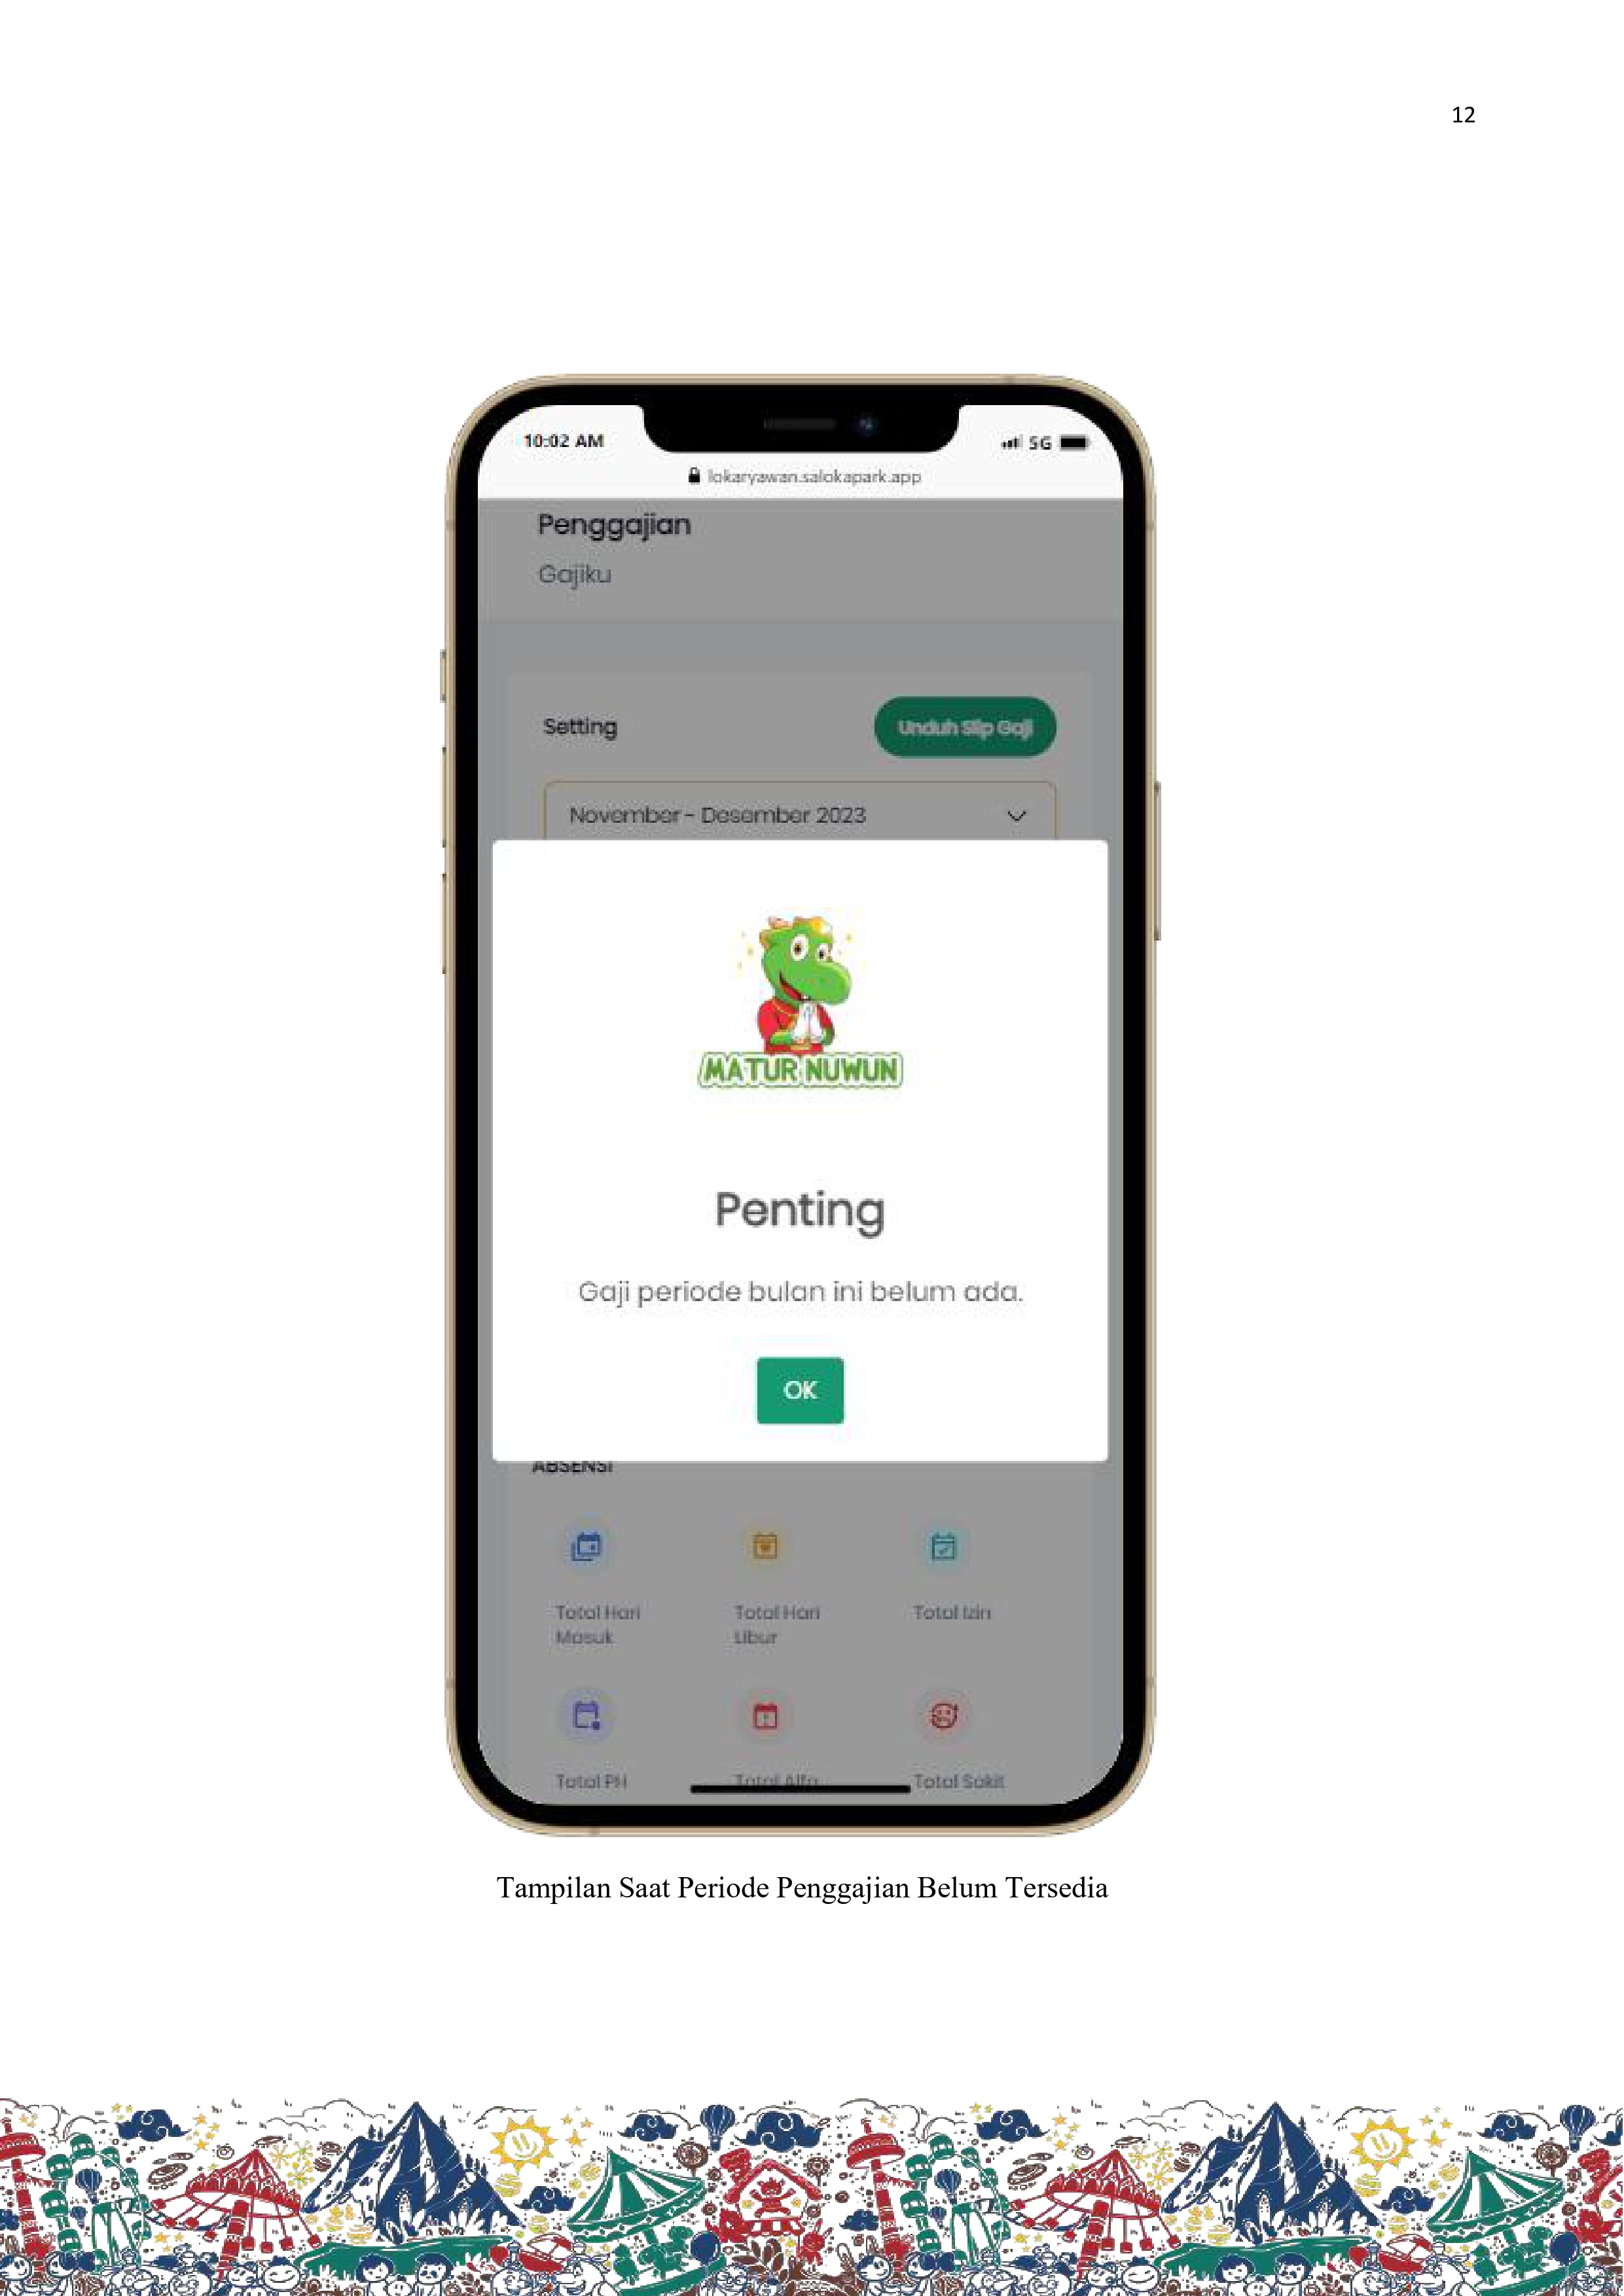 12
10:02 AM
5G
lokaryawan.salokapark.app
Penggajian
Gajiku
Setting
Unduh Slip Gaji
November - Desember 2023
MATUR NUWUN
Penting
Gaji periode bulan ini belum ada.
OK
ABSENSI
Total Hari
Masuk
Total Hari
Libur
Total Izin
Total PH
Total Alfa
Total Sakit
Tampilan Saat Periode Penggajian Belum Tersedia